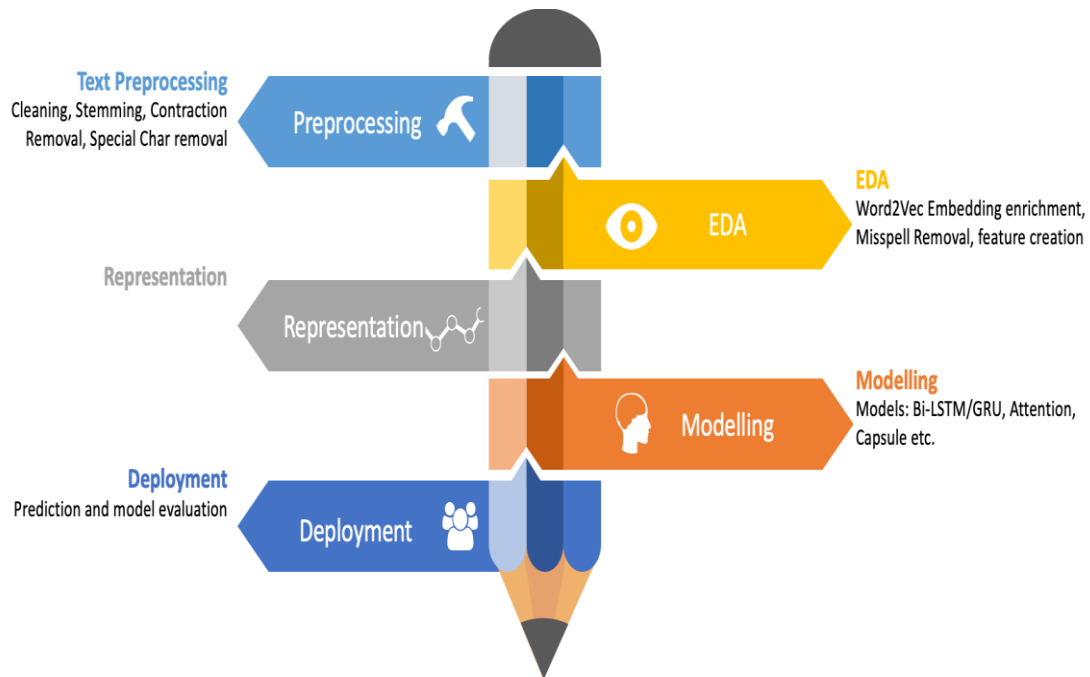 Text Preprocessing
Cleaning, Stemming, Contraction
Removal, Special Char removal
Preprocessing
EDA
EDA
Word2Vec Embedding enrichment,
Misspell Removal, feature creation
Representation
Representation
Modelling
Modelling
Models: Bi-LSTM/GRU, Attention,
Capsule etc.
Deployment
Prediction and model evaluation
Deployment